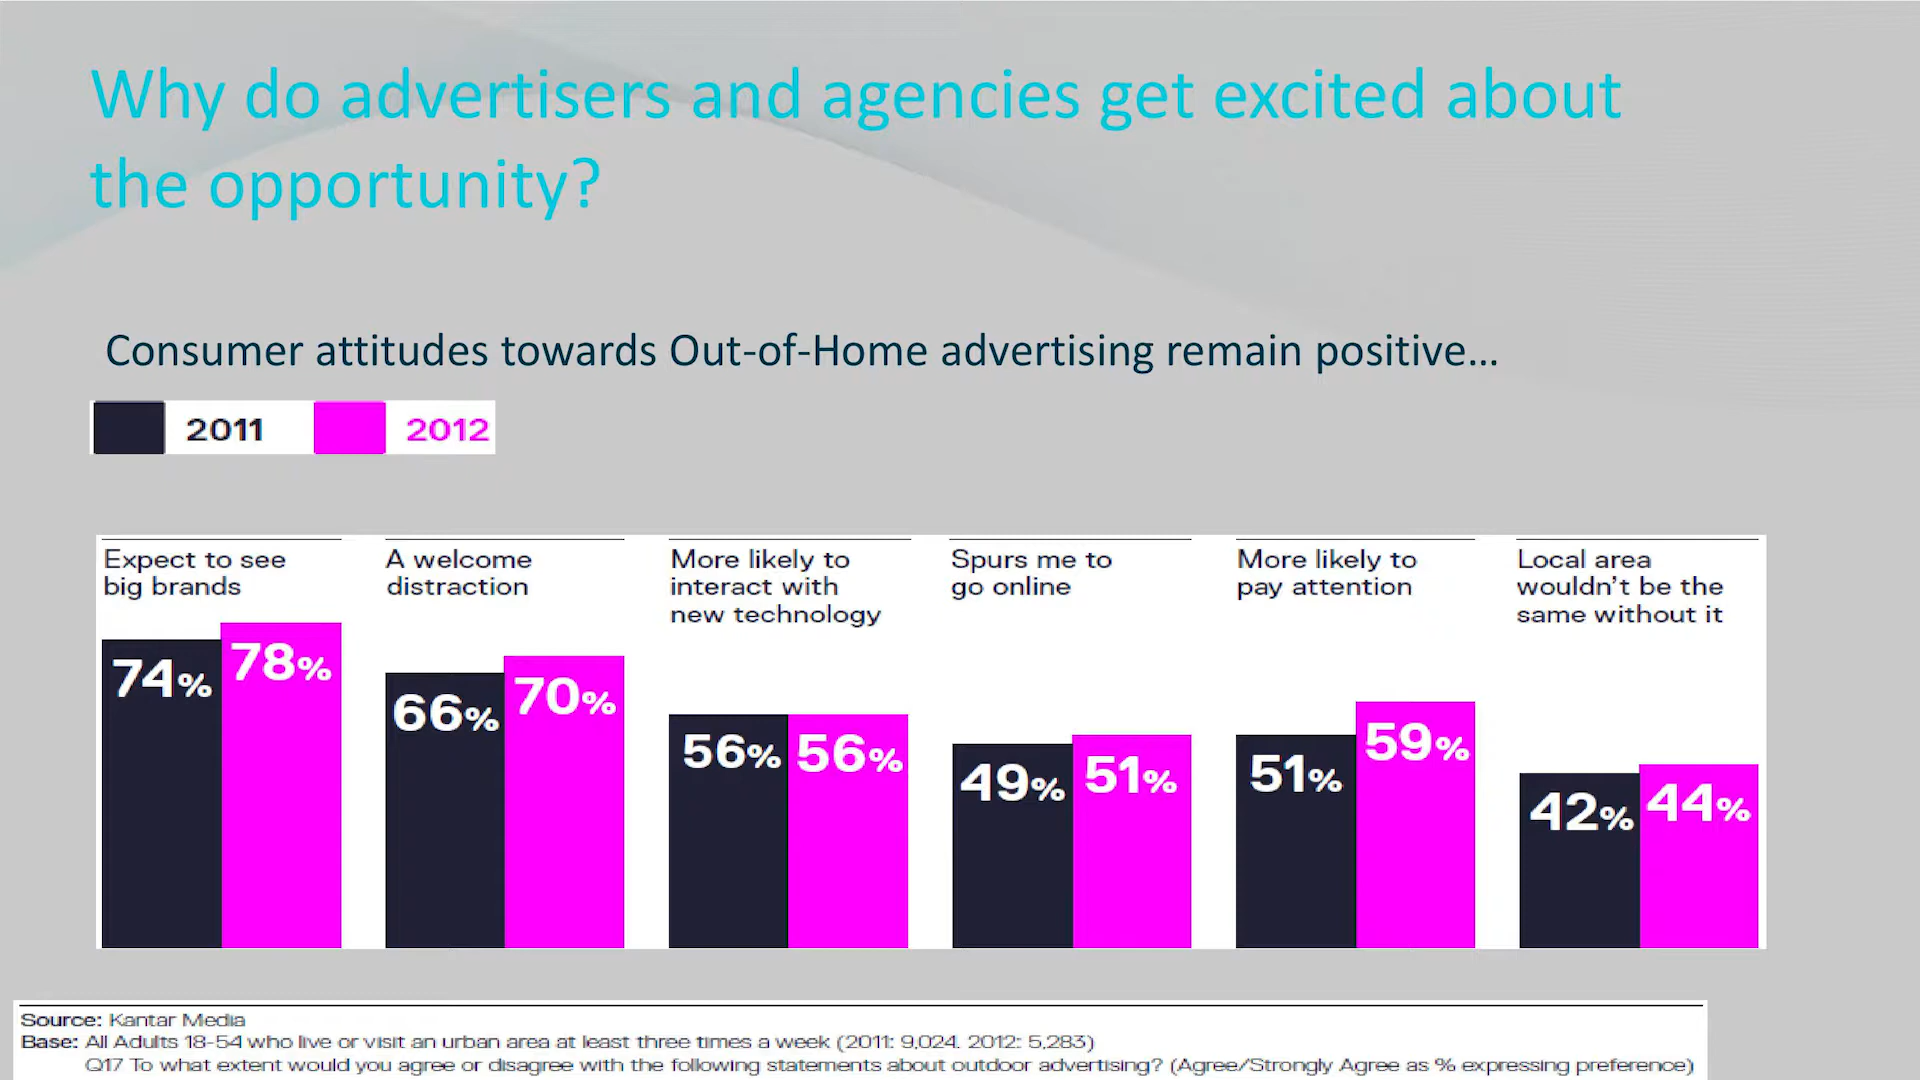 Why do advertisers and agencies get excited about
the opportunity?
Consumer attitudes towards Out-of-Home advertising remain positive...
2011 2012
Expect to see
big brands
74% 78%
A welcome
distraction
66% 70%
More likely to
interact with
new technology
56% 56%
Spurs me to
go online
49% 51%
More likely to
pay attention
51% 59%
Local area
wouldn't be the
same without it
42% 44%
Source: Kantar Media
Base: All Adults 18-54 who live or visit an urban area at least three times a week (2011: 9,024. 2012: 5,283)
Q17 To what extent would you agree or disagree with the following statements about outdoor advertising? (Agree/Strongly Agree as % expressing preference)